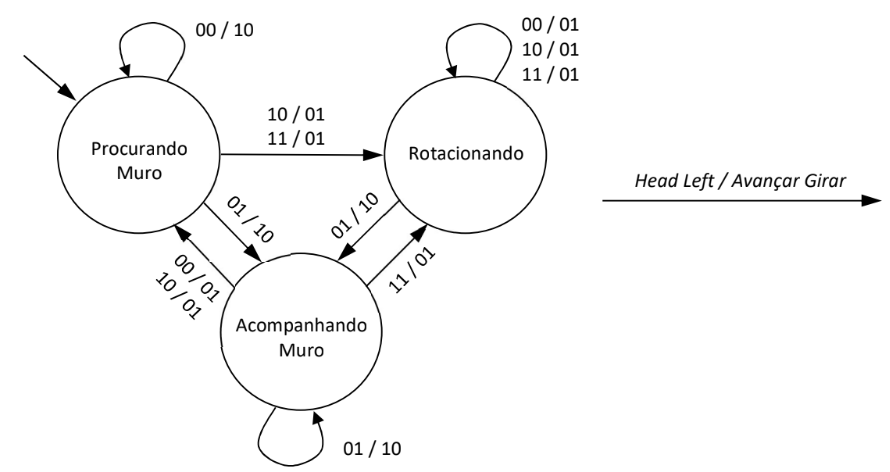 00 / 10
00 / 01
10 / 01
11 / 01
10 / 01
11 / 01
Procurando
Muro
Rotacionando
Head Left / Avançar Girar
01 / 10
01 / 10
00 / 01
10 / 01
11 / 01
Acompanhando
Muro
01 / 10